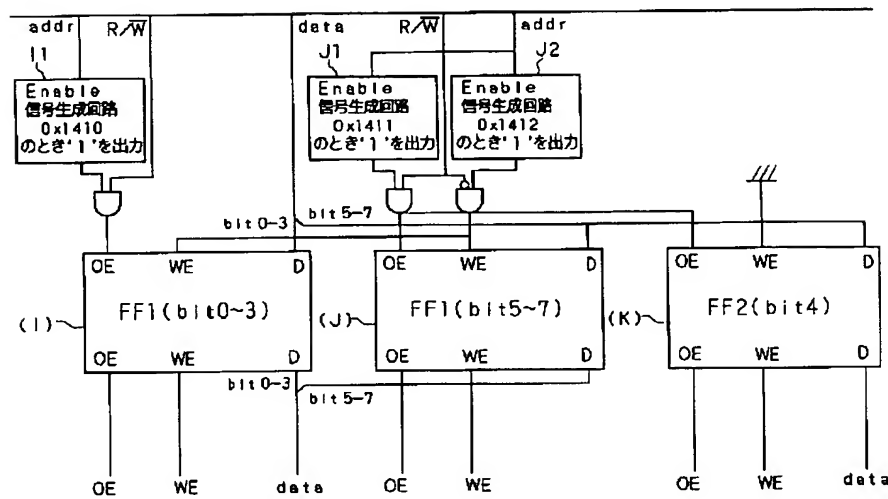 addr R/W̅ data R/W̅ addr
I1 J1 J2
Enable
信号生成回路
0x1410
のとき‘1’を出力
Enable
信号生成回路
0x1411
のとき‘1’を出力
Enable
信号生成回路
0x1412
のとき‘1’を出力
bit0-3 bit5-7
OE WE D
FF1(bit0~3)
(I)
OE WE D
OE WE D
FF1(bit5~7)
(J)
OE WE D
OE WE D
FF2(bit4)
(K)
OE WE D
bit0-3 bit5-7
OE WE data OE WE OE WE data